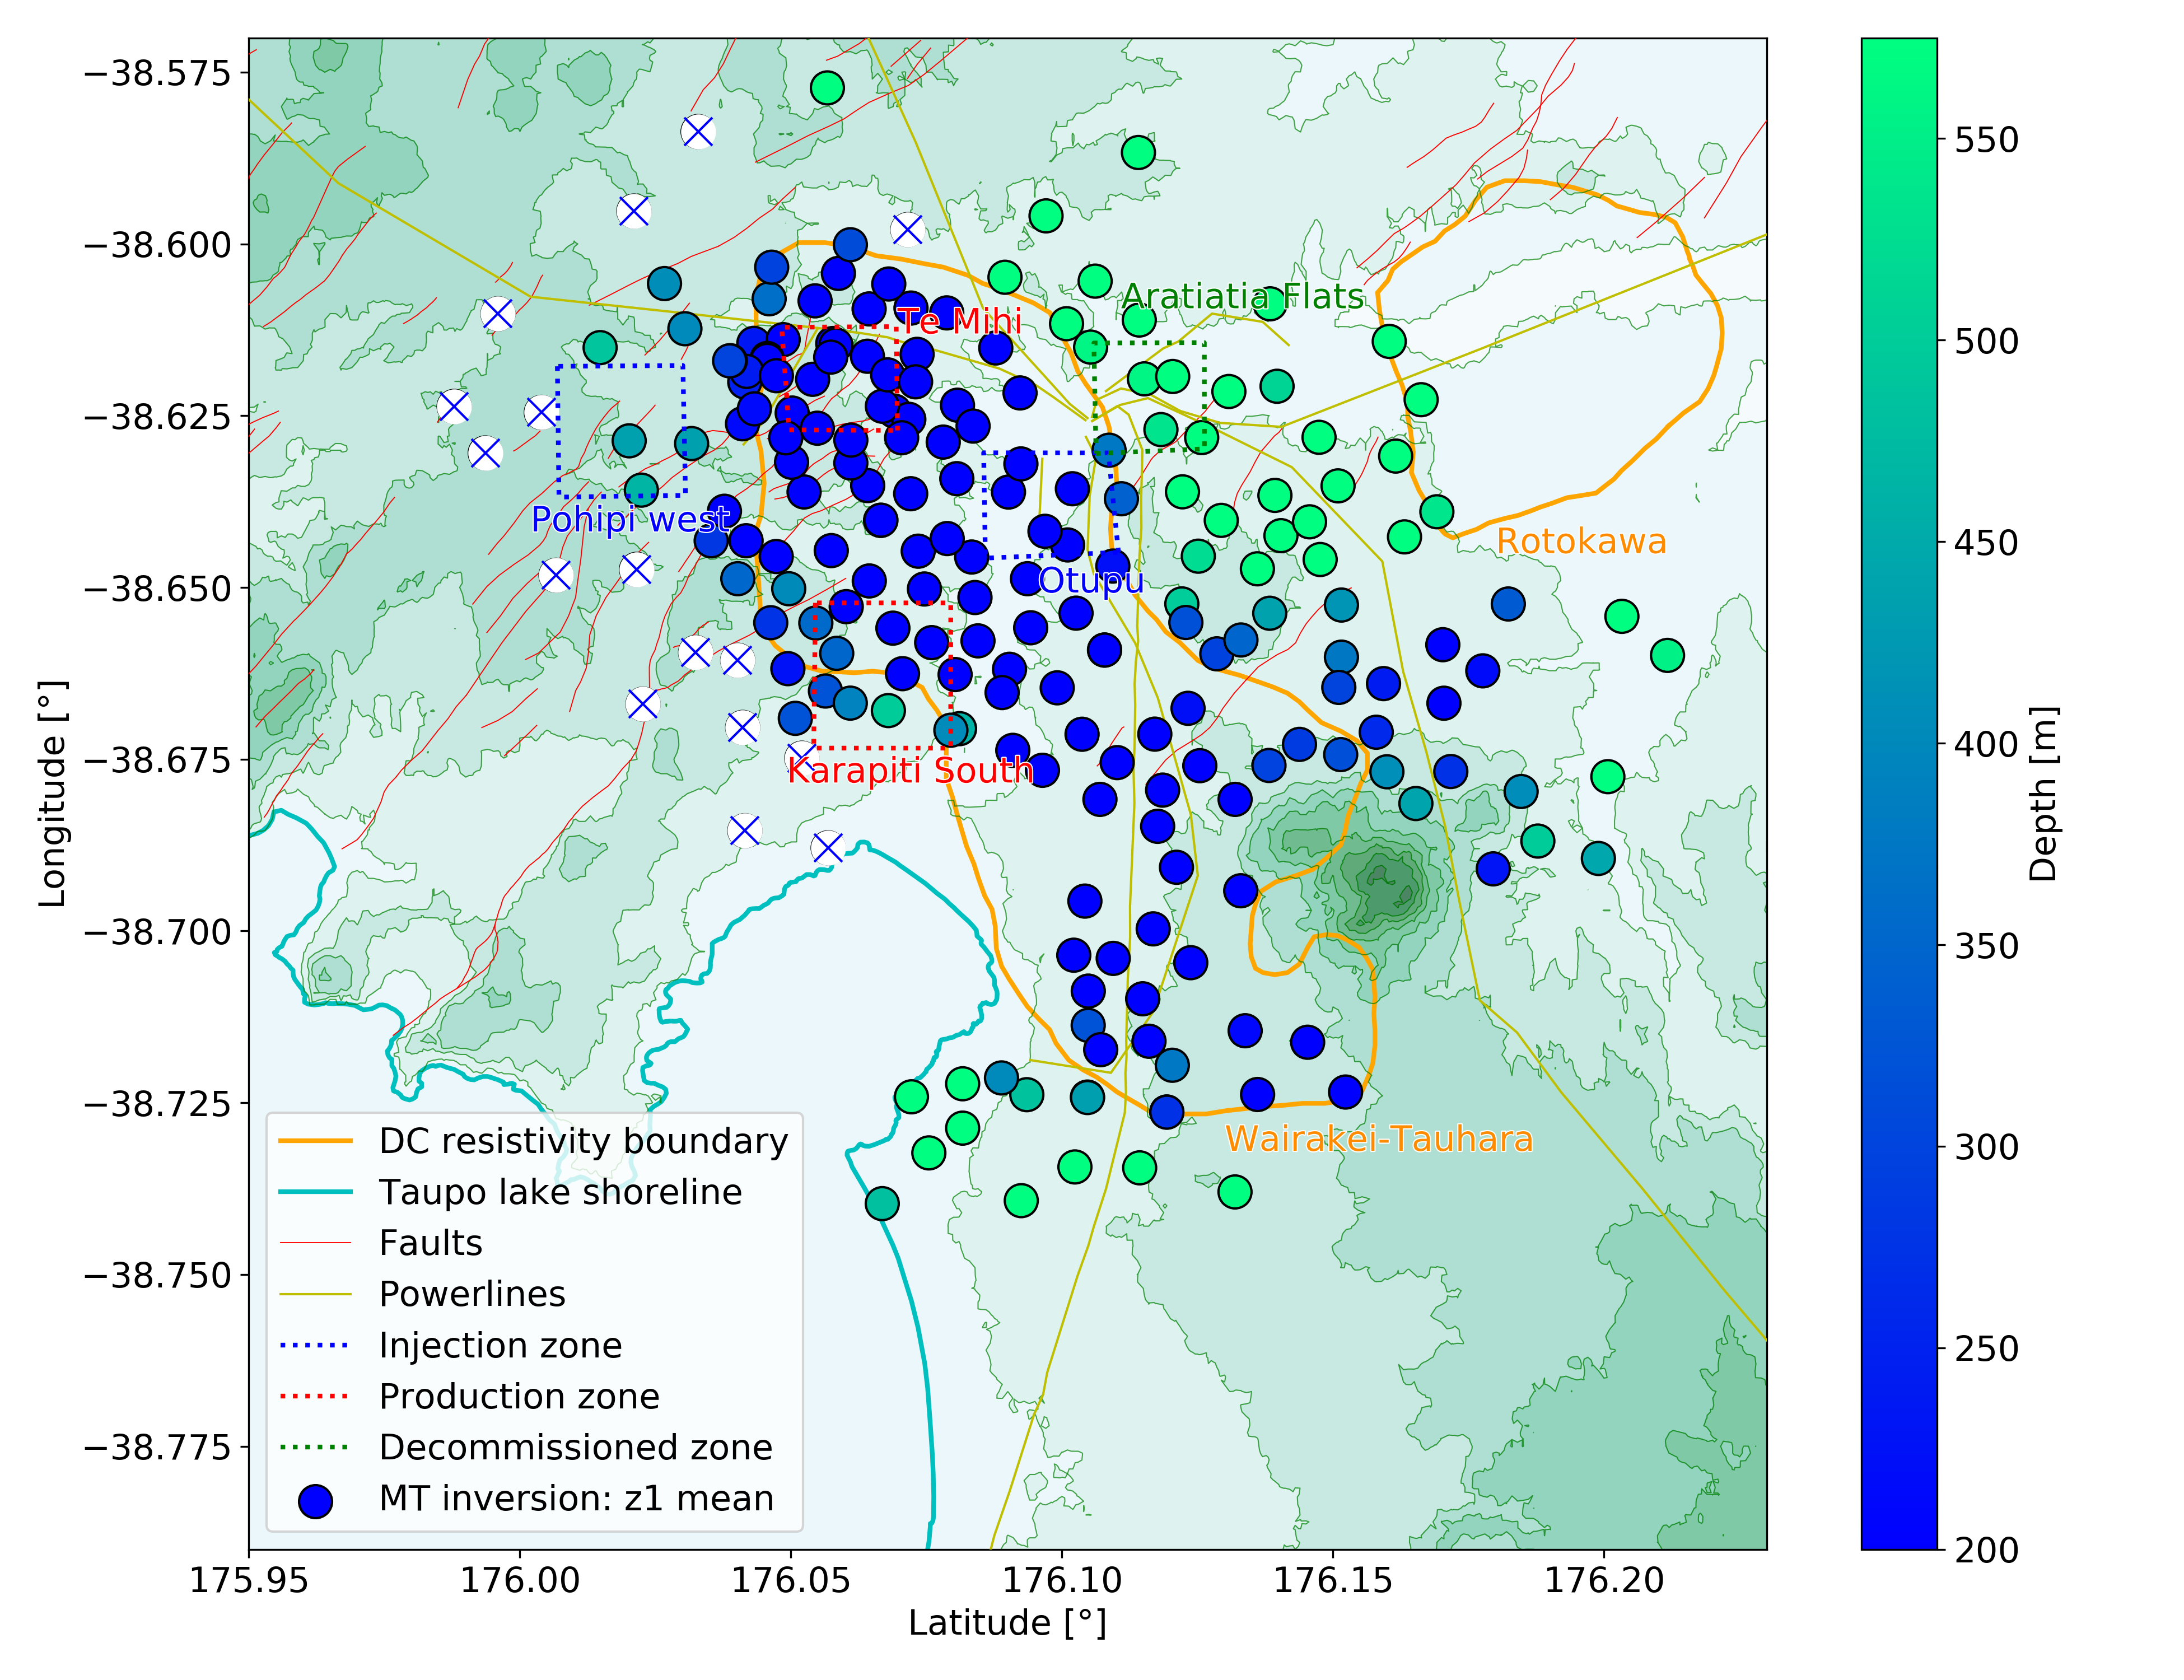 −38.575
−38.600
−38.625
−38.650
−38.675
−38.700
−38.725
−38.750
−38.775
Longitude [°]
175.95
176.00
176.05
176.10
176.15
176.20
Latitude [°]
Aratiatia Flats
Te Mihi
Pohipi west
Rotokawa
Otupu
Karapiti South
Wairakei-Tauhara
DC resistivity boundary
Taupo lake shoreline
Faults
Powerlines
Injection zone
Production zone
Decommissioned zone
MT inversion: z1 mean
550
500
450
400
350
300
250
200
Depth [m]